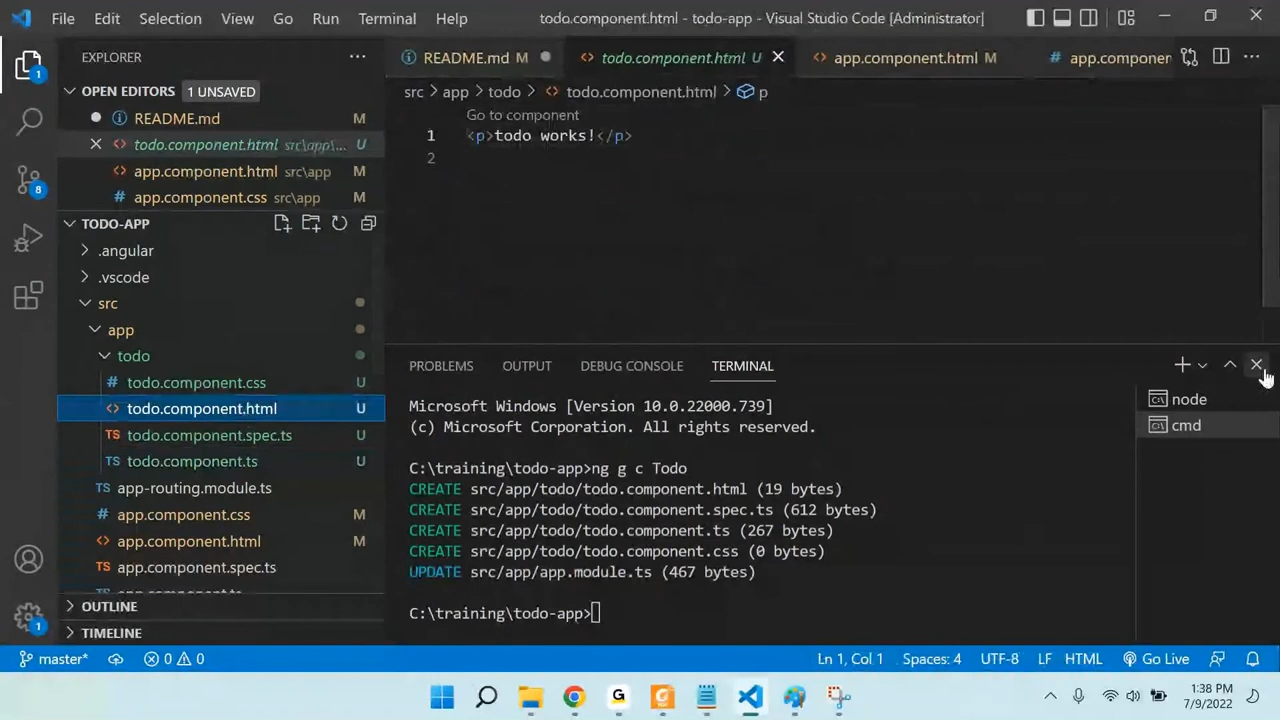 File Edit Selection View Go Run Terminal Help todo.component.html - todo-app - Visual Studio Code [Administrator]
EXPLORER
README.md M todo.component.html U app.component.html M app.componen
OPEN EDITORS 1 UNSAVED
src > app > todo > todo.component.html > p
README.md M
Go to component
todo.component.html src\app\... U
1 <p>todo works!</p>
2
app.component.html src\app M
app.component.css src\app M
TODO-APP
.angular
.vscode
src
app
todo
todo.component.css U
todo.component.html U
todo.component.spec.ts U
todo.component.ts U
app-routing.module.ts
app.component.css M
app.component.html M
app.component.spec.ts
OUTLINE
TIMELINE
1
8
1
PROBLEMS OUTPUT DEBUG CONSOLE TERMINAL
node
cmd
Microsoft Windows [Version 10.0.22000.739]
(c) Microsoft Corporation. All rights reserved.
C:\training\todo-app>ng g c Todo
CREATE src/app/todo/todo.component.html (19 bytes)
CREATE src/app/todo/todo.component.spec.ts (612 bytes)
CREATE src/app/todo/todo.component.ts (267 bytes)
CREATE src/app/todo/todo.component.css (0 bytes)
UPDATE src/app/app.module.ts (467 bytes)
C:\training\todo-app>
master* 0 0 Ln 1, Col 1 Spaces: 4 UTF-8 LF HTML Go Live
1:38 PM
7/9/2022